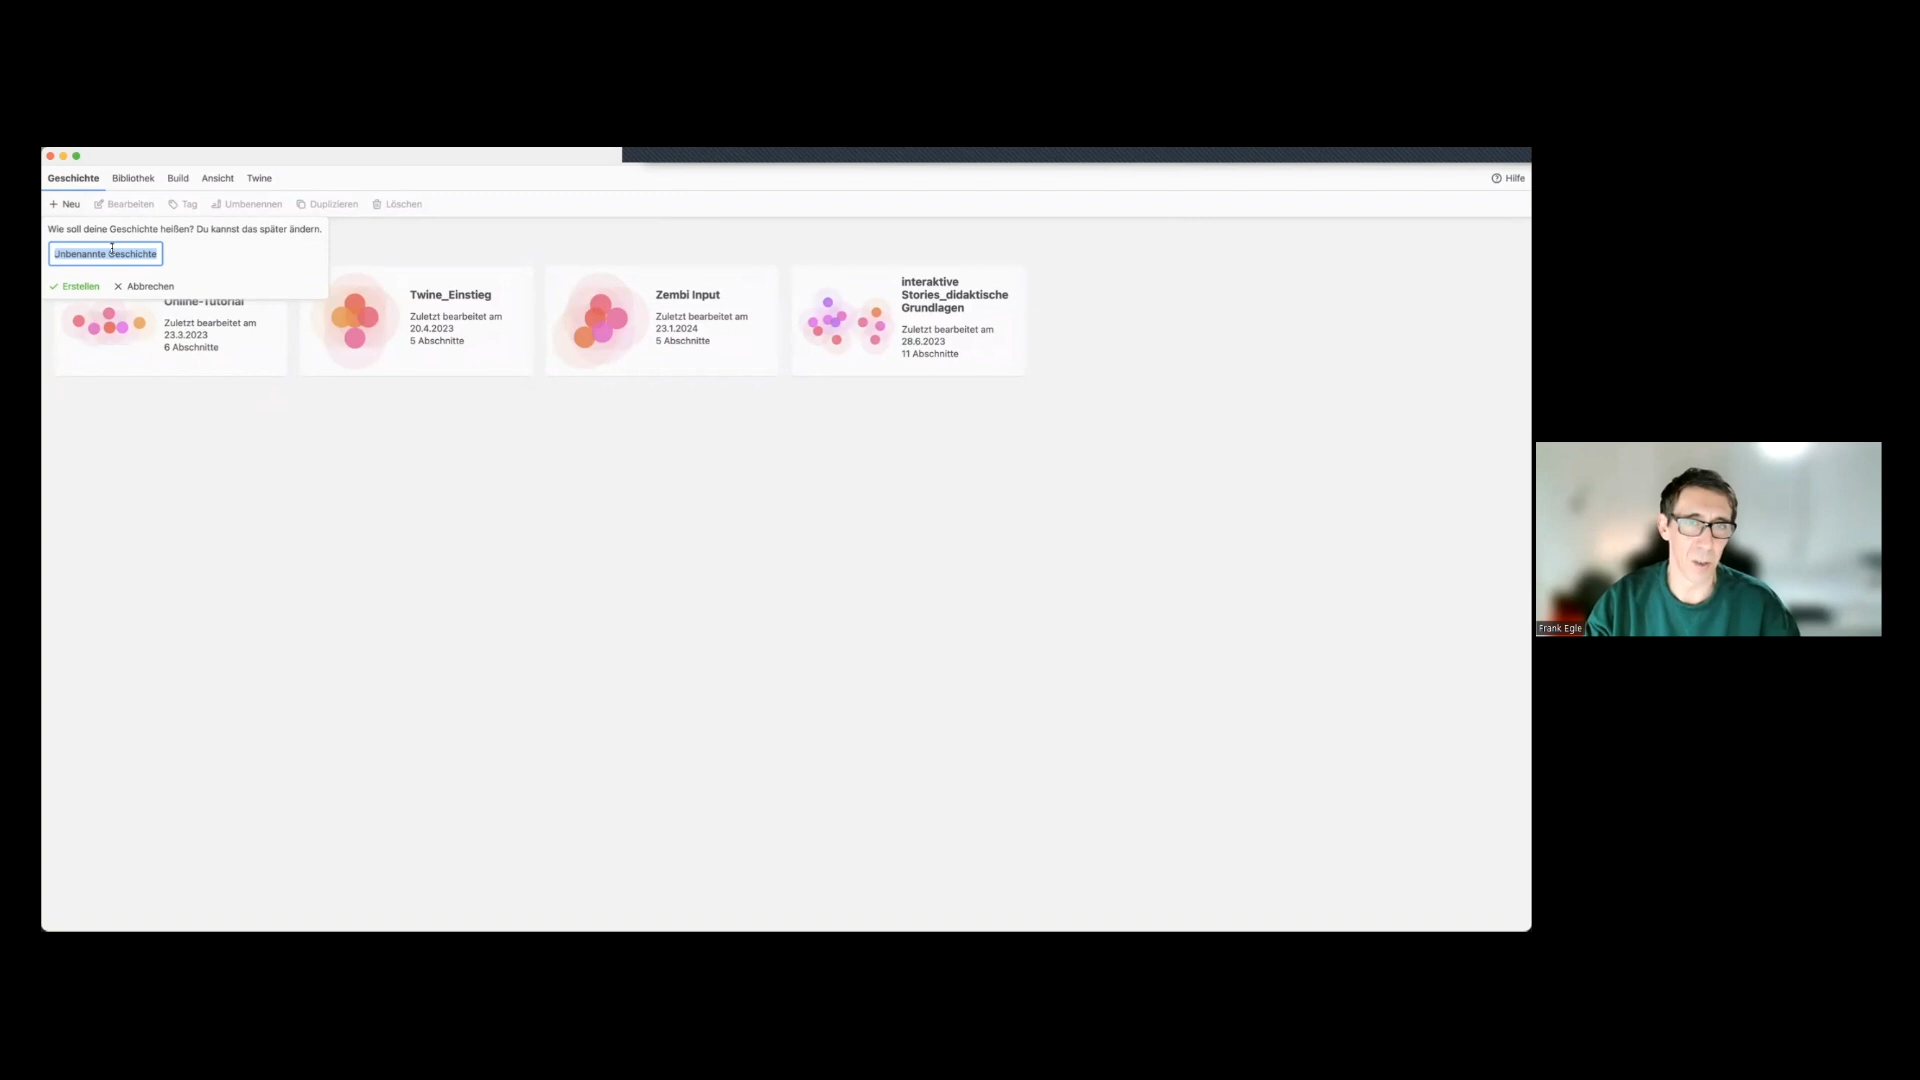 Geschichte Bibliothek Build Ansicht Twine Hilfe
Neu Bearbeiten Tag Umbenennen Duplizieren Löschen
Wie soll deine Geschichte heißen? Du kannst das später ändern.
Unbenannte Geschichte
Erstellen Abbrechen
Online-Tutorial
Zuletzt bearbeitet am
23.3.2023
6 Abschnitte
Twine_Einstieg
Zuletzt bearbeitet am
20.4.2023
5 Abschnitte
Zembi Input
Zuletzt bearbeitet am
23.1.2024
5 Abschnitte
interaktive
Stories_didaktische
Grundlagen
Zuletzt bearbeitet am
28.6.2023
11 Abschnitte
Frank Egle